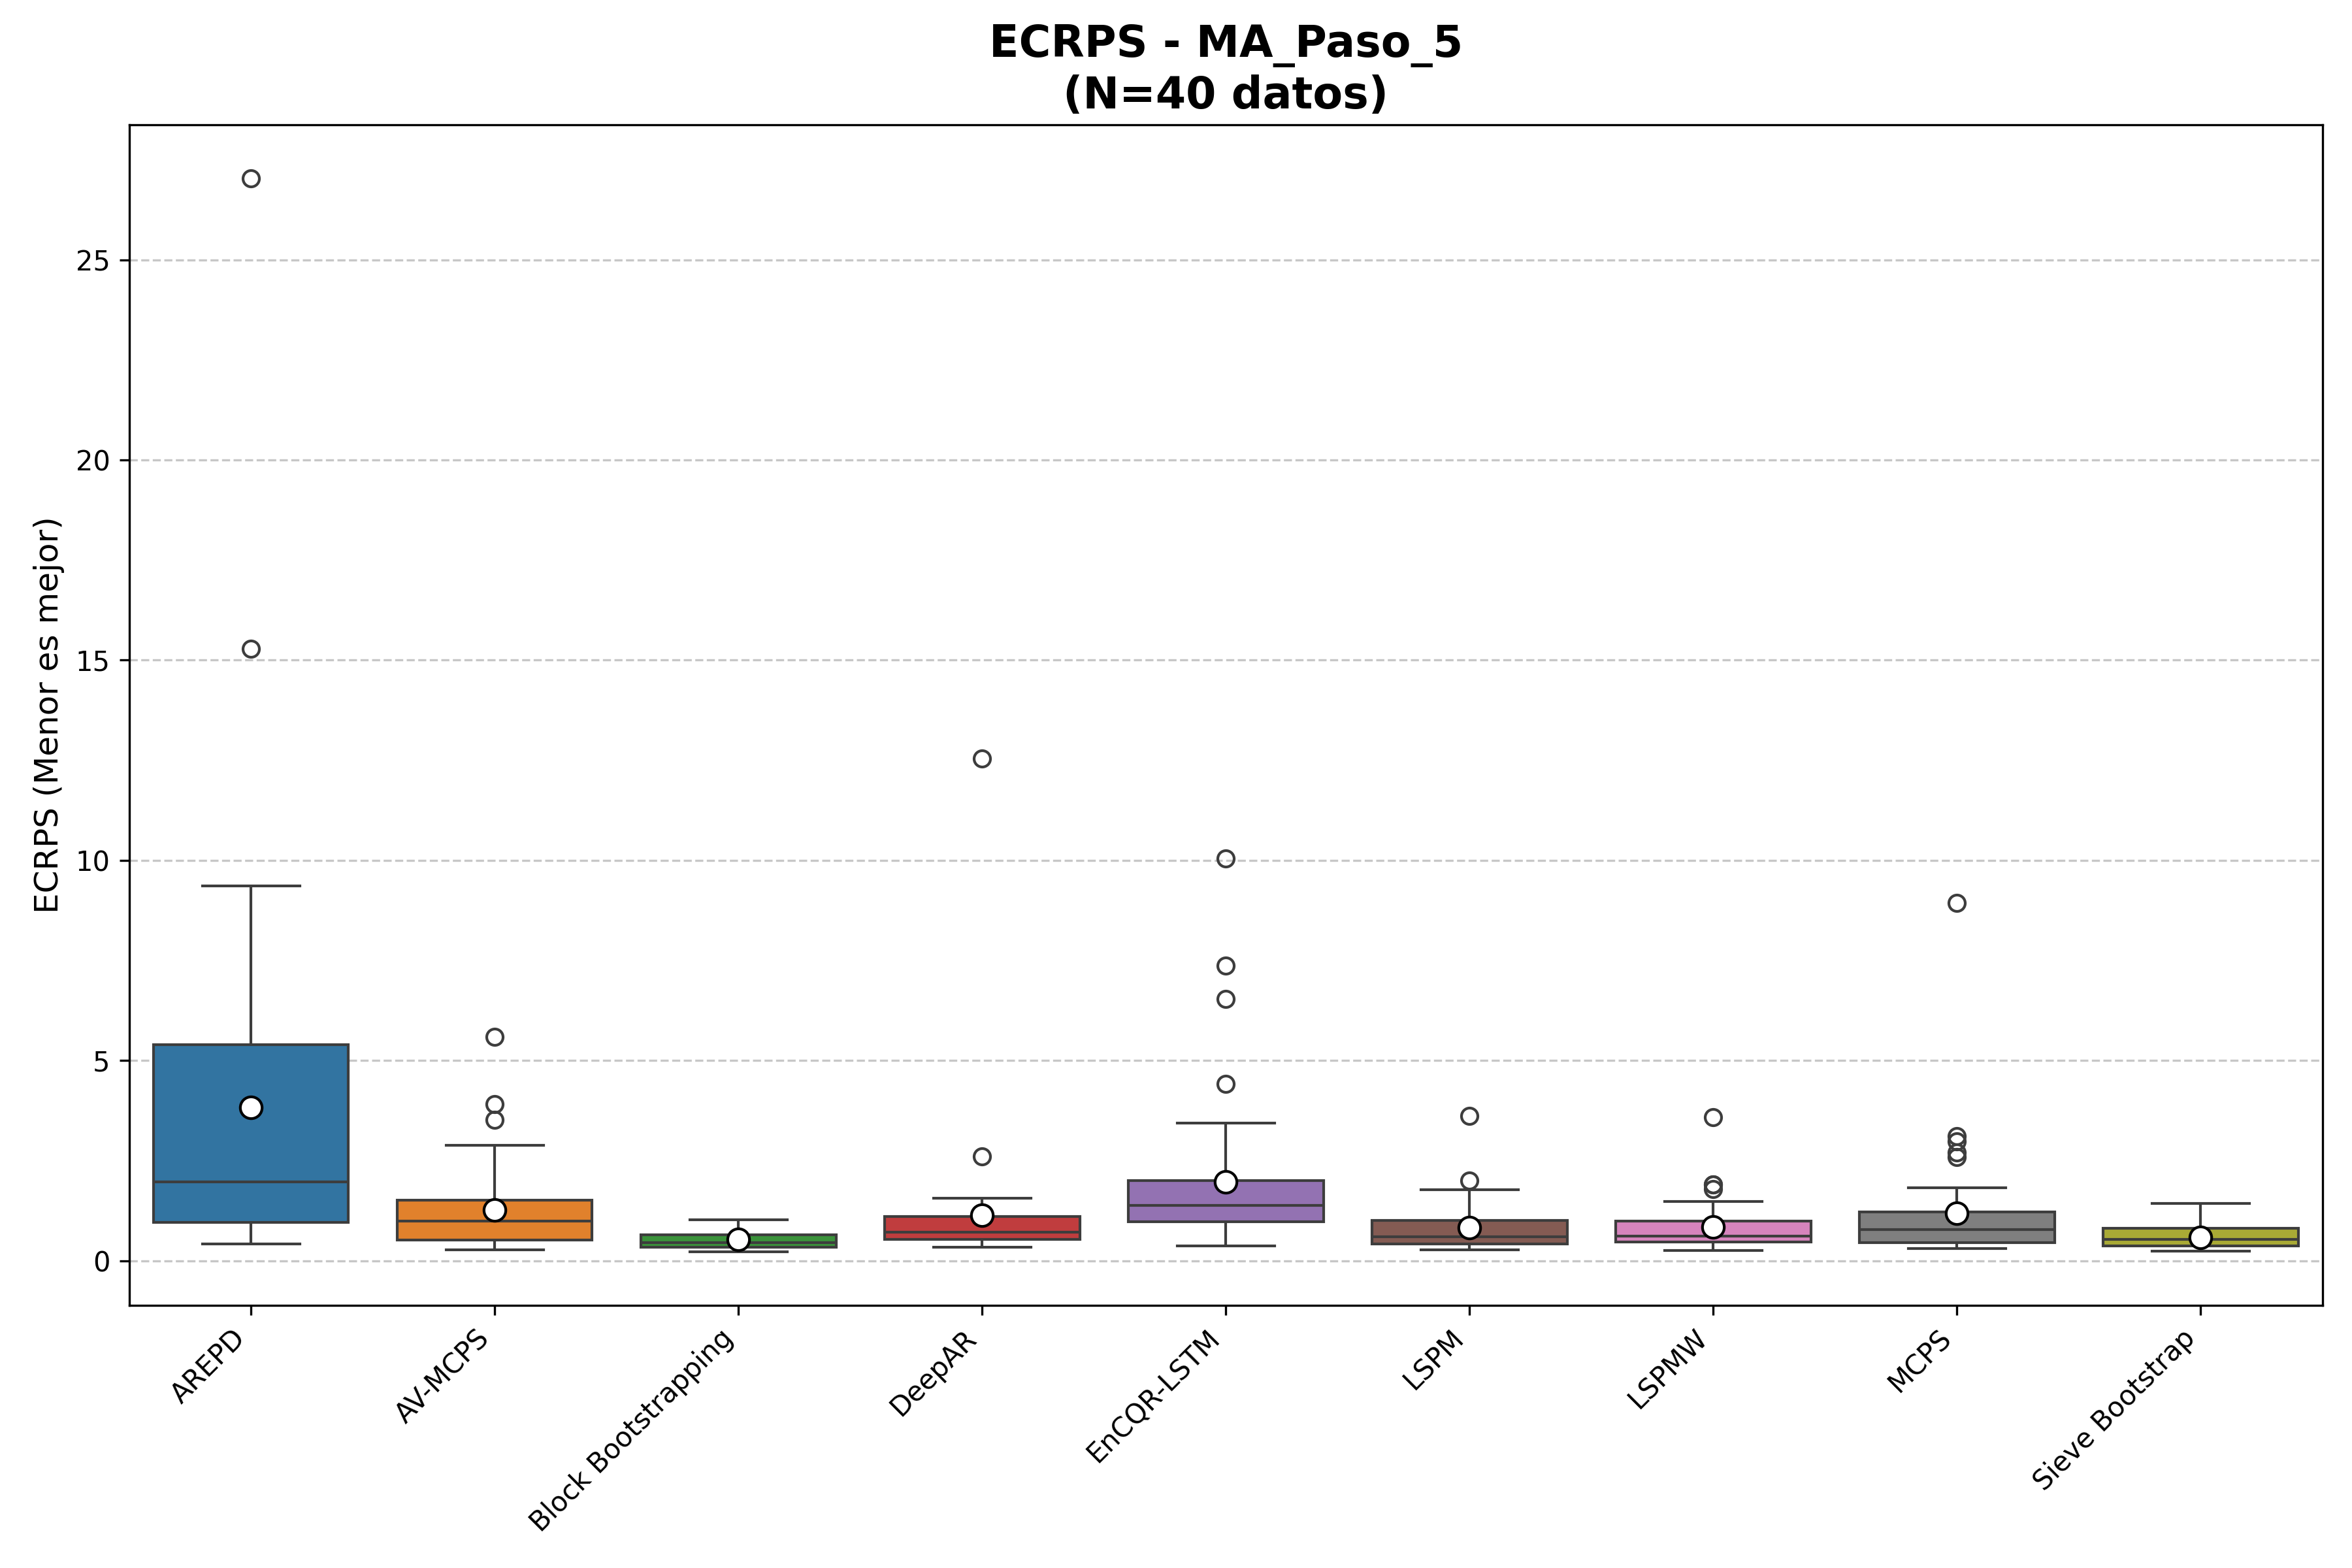 ECRPS - MA_Paso_5
(N=40 datos)
ECRPS (Menor es mejor)
25
20
15
10
5
0
AREPD
AV-MCPS
Block Bootstrapping
DeepAR
EnCQR-LSTM
LSPM
LSPMW
MCPS
Sieve Bootstrap